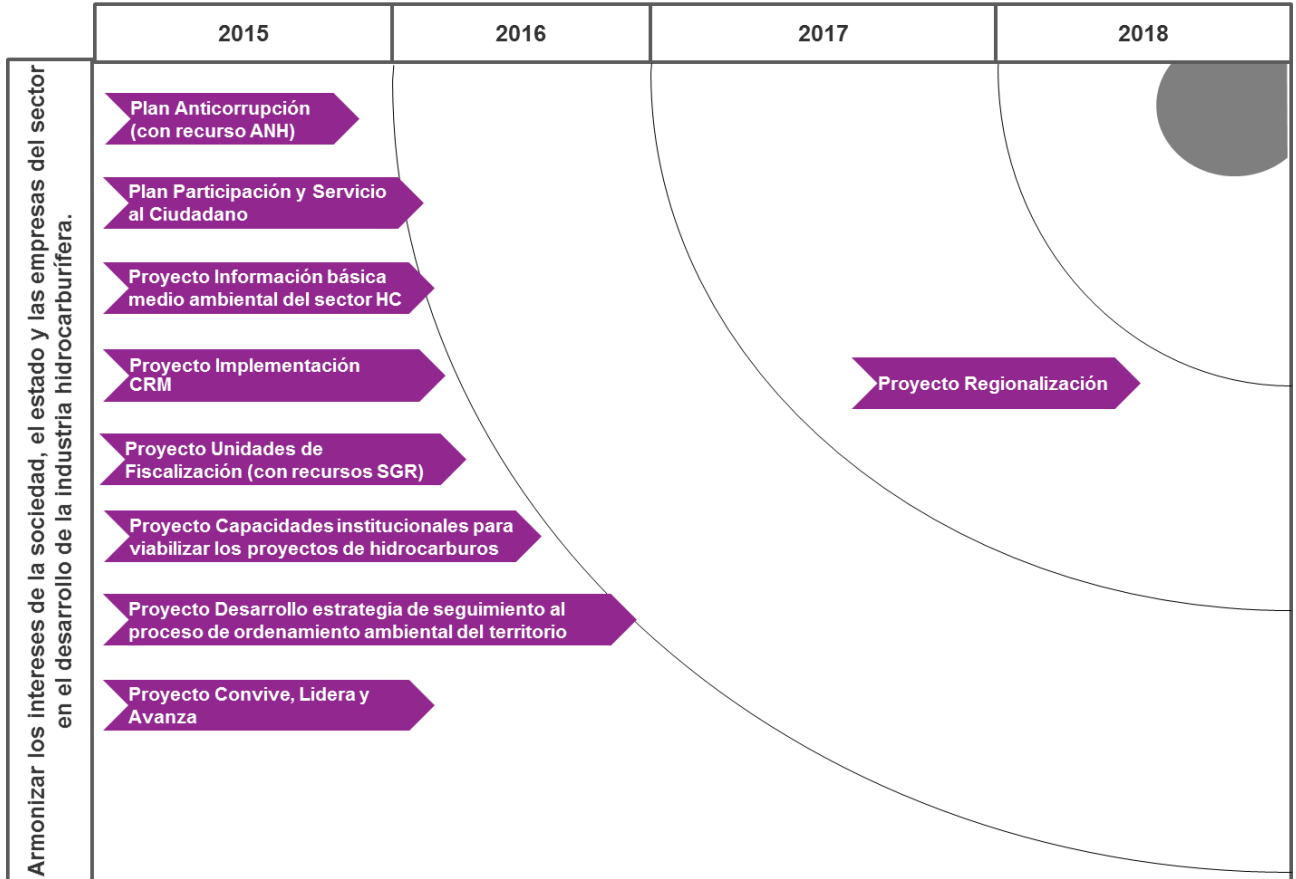 2015
2016
2017
2018
Armonizar los intereses de la sociedad, el estado y las empresas del sector
en el desarrollo de la industria hidrocarburífera.
Plan Anticorrupción
(con recurso ANH)
Plan Participación y Servicio
al Ciudadano
Proyecto Información básica
medio ambiental del sector HC
Proyecto Implementación
CRM
Proyecto Regionalización
Proyecto Unidades de
Fiscalización (con recursos SGR)
Proyecto Capacidades institucionales para
viabilizar los proyectos de hidrocarburos
Proyecto Desarrollo estrategia de seguimiento al
proceso de ordenamiento ambiental del territorio
Proyecto Convive, Lidera y
Avanza